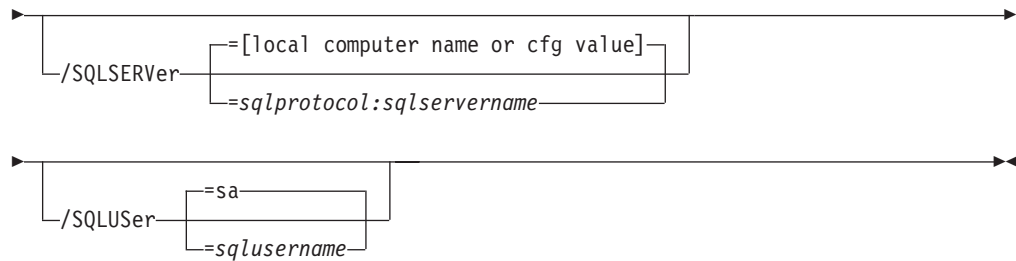 =[local computer name or cfg value]
/SQLSERVer
=sqlprotocol:sqlservername
=sa
/SQLUSer
=sqlusername